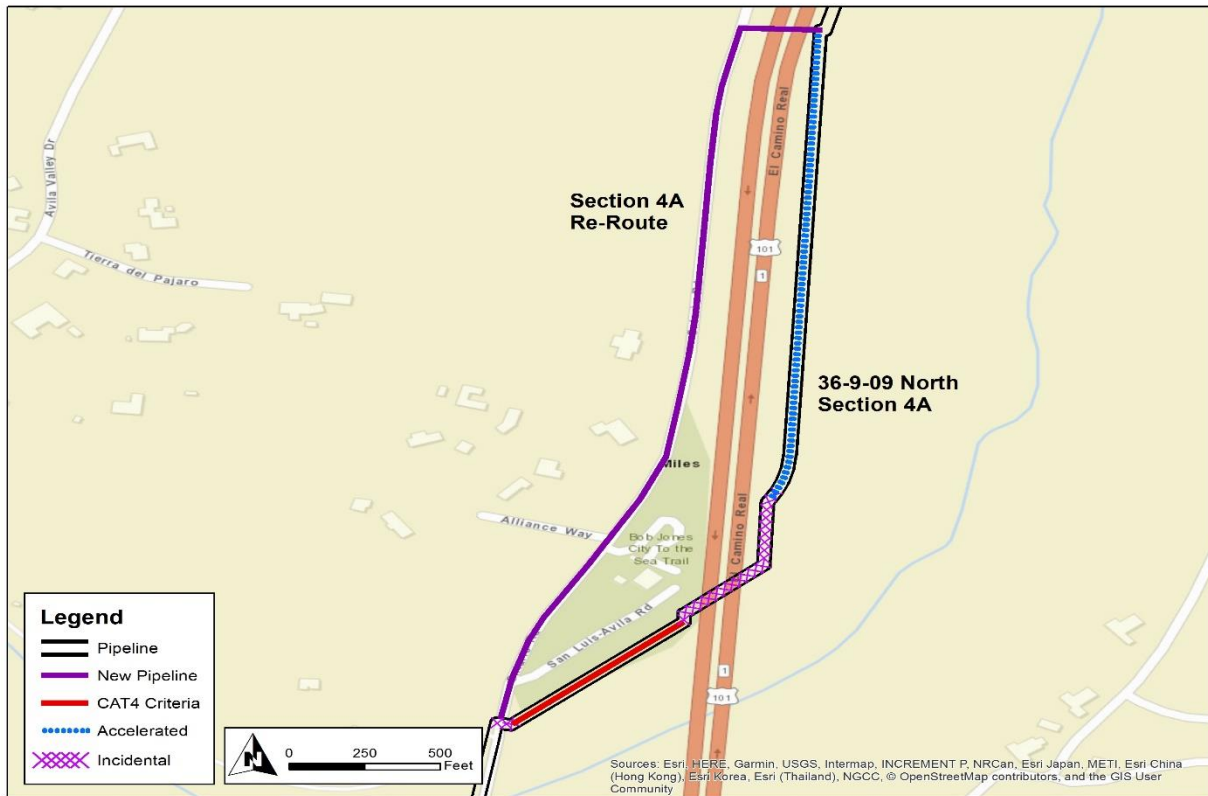 Avila Valley Dr
Tierra del Pajaro
Section 4A
Re-Route
El Camino Real
101
1
36-9-09 North
Section 4A
Miles
Alliance Way
Bob Jones
City To the
Sea Trail
El Camino Real
San Luis-Avila Rd
1
101
Legend
Pipeline
New Pipeline
CAT4 Criteria
Accelerated
Incidental
N
0 250 500
Feet
Sources: Esri, HERE, Garmin, USGS, Intermap, INCREMENT P, NRCan, Esri Japan, METI, Esri China
(Hong Kong), Esri Korea, Esri (Thailand), NGCC, © OpenStreetMap contributors, and the GIS User
Community